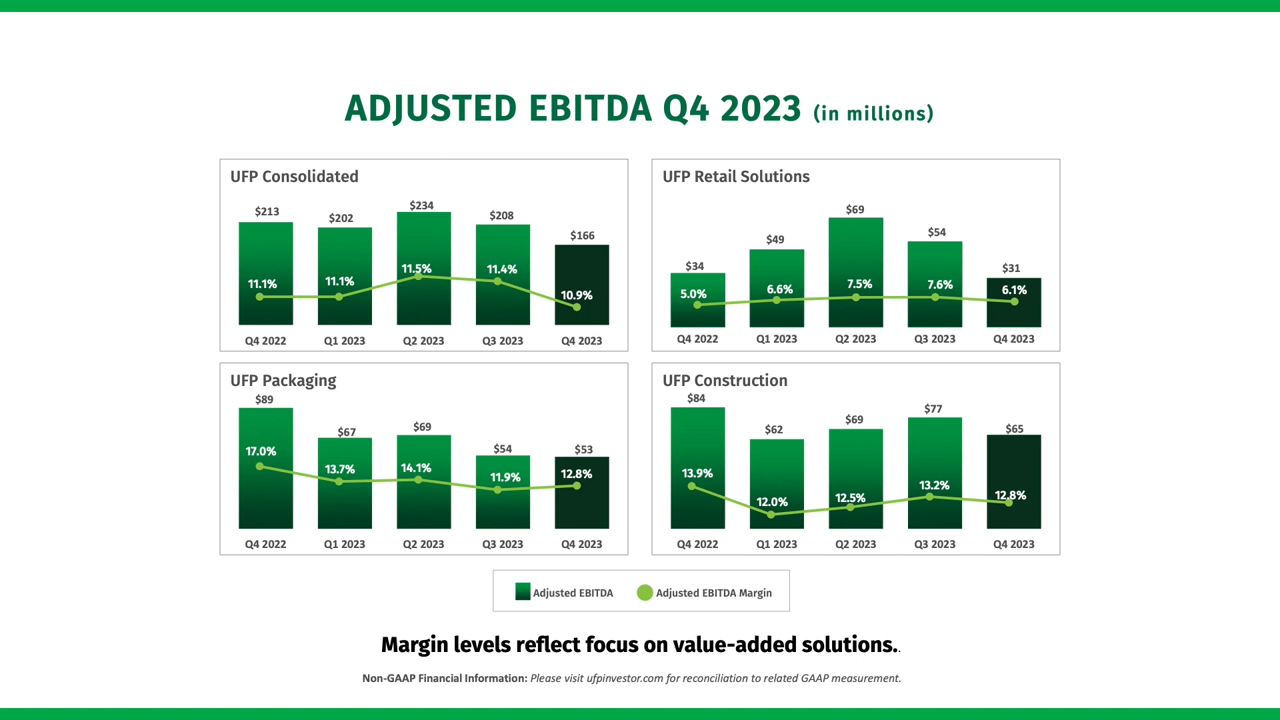 ADJUSTED EBITDA Q4 2023 (in millions)
UFP Consolidated
$213
$202
$234
$208
$166
11.1%
11.1%
11.5%
11.4%
10.9%
Q4 2022
Q1 2023
Q2 2023
Q3 2023
Q4 2023
UFP Retail Solutions
$34
$49
$69
$54
$31
5.0%
6.6%
7.5%
7.6%
6.1%
Q4 2022
Q1 2023
Q2 2023
Q3 2023
Q4 2023
UFP Packaging
$89
$67
$69
$54
$53
17.0%
13.7%
14.1%
11.9%
12.8%
Q4 2022
Q1 2023
Q2 2023
Q3 2023
Q4 2023
UFP Construction
$84
$62
$69
$77
$65
13.9%
12.0%
12.5%
13.2%
12.8%
Q4 2022
Q1 2023
Q2 2023
Q3 2023
Q4 2023
Adjusted EBITDA
Adjusted EBITDA Margin
Margin levels reflect focus on value-added solutions..
Non-GAAP Financial Information: Please visit ufpinvestor.com for reconciliation to related GAAP measurement.